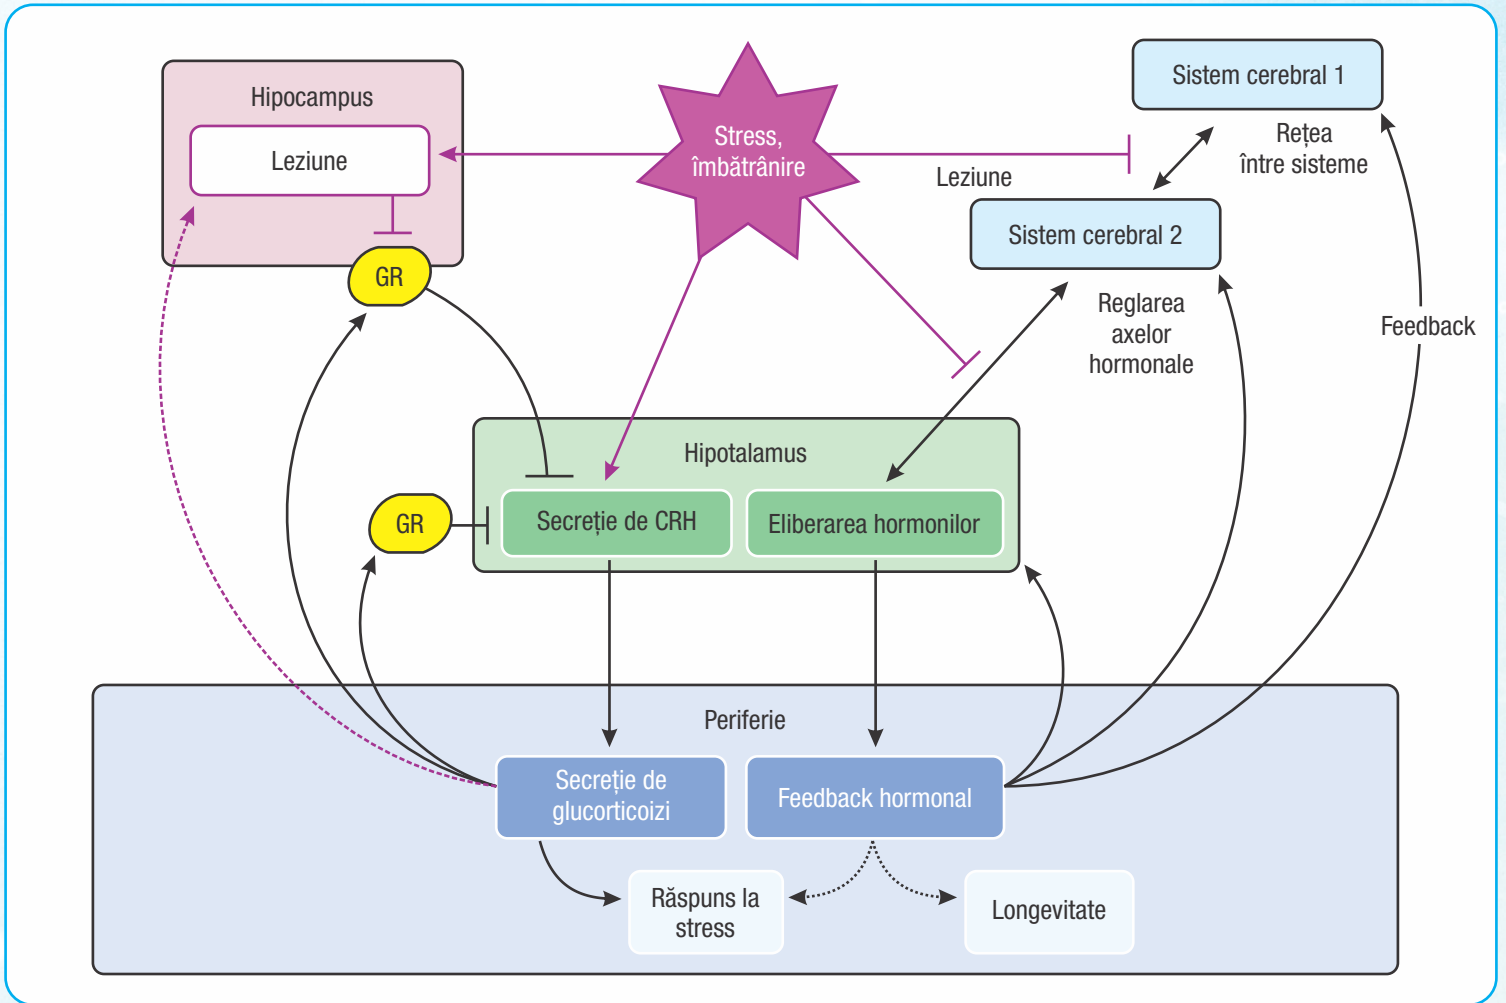 Hipocampus
Leziune
GR
Stress,
îmbătrânire
Leziune
Sistem cerebral 1
Rețea
între sisteme
Sistem cerebral 2
Reglarea
axelor
hormonale
Feedback
Hipotalamus
GR
Secreție de CRH
Eliberarea hormonilor
Periferie
Secreție de
glucorticoizi
Feedback hormonal
Răspuns la
stress
Longevitate